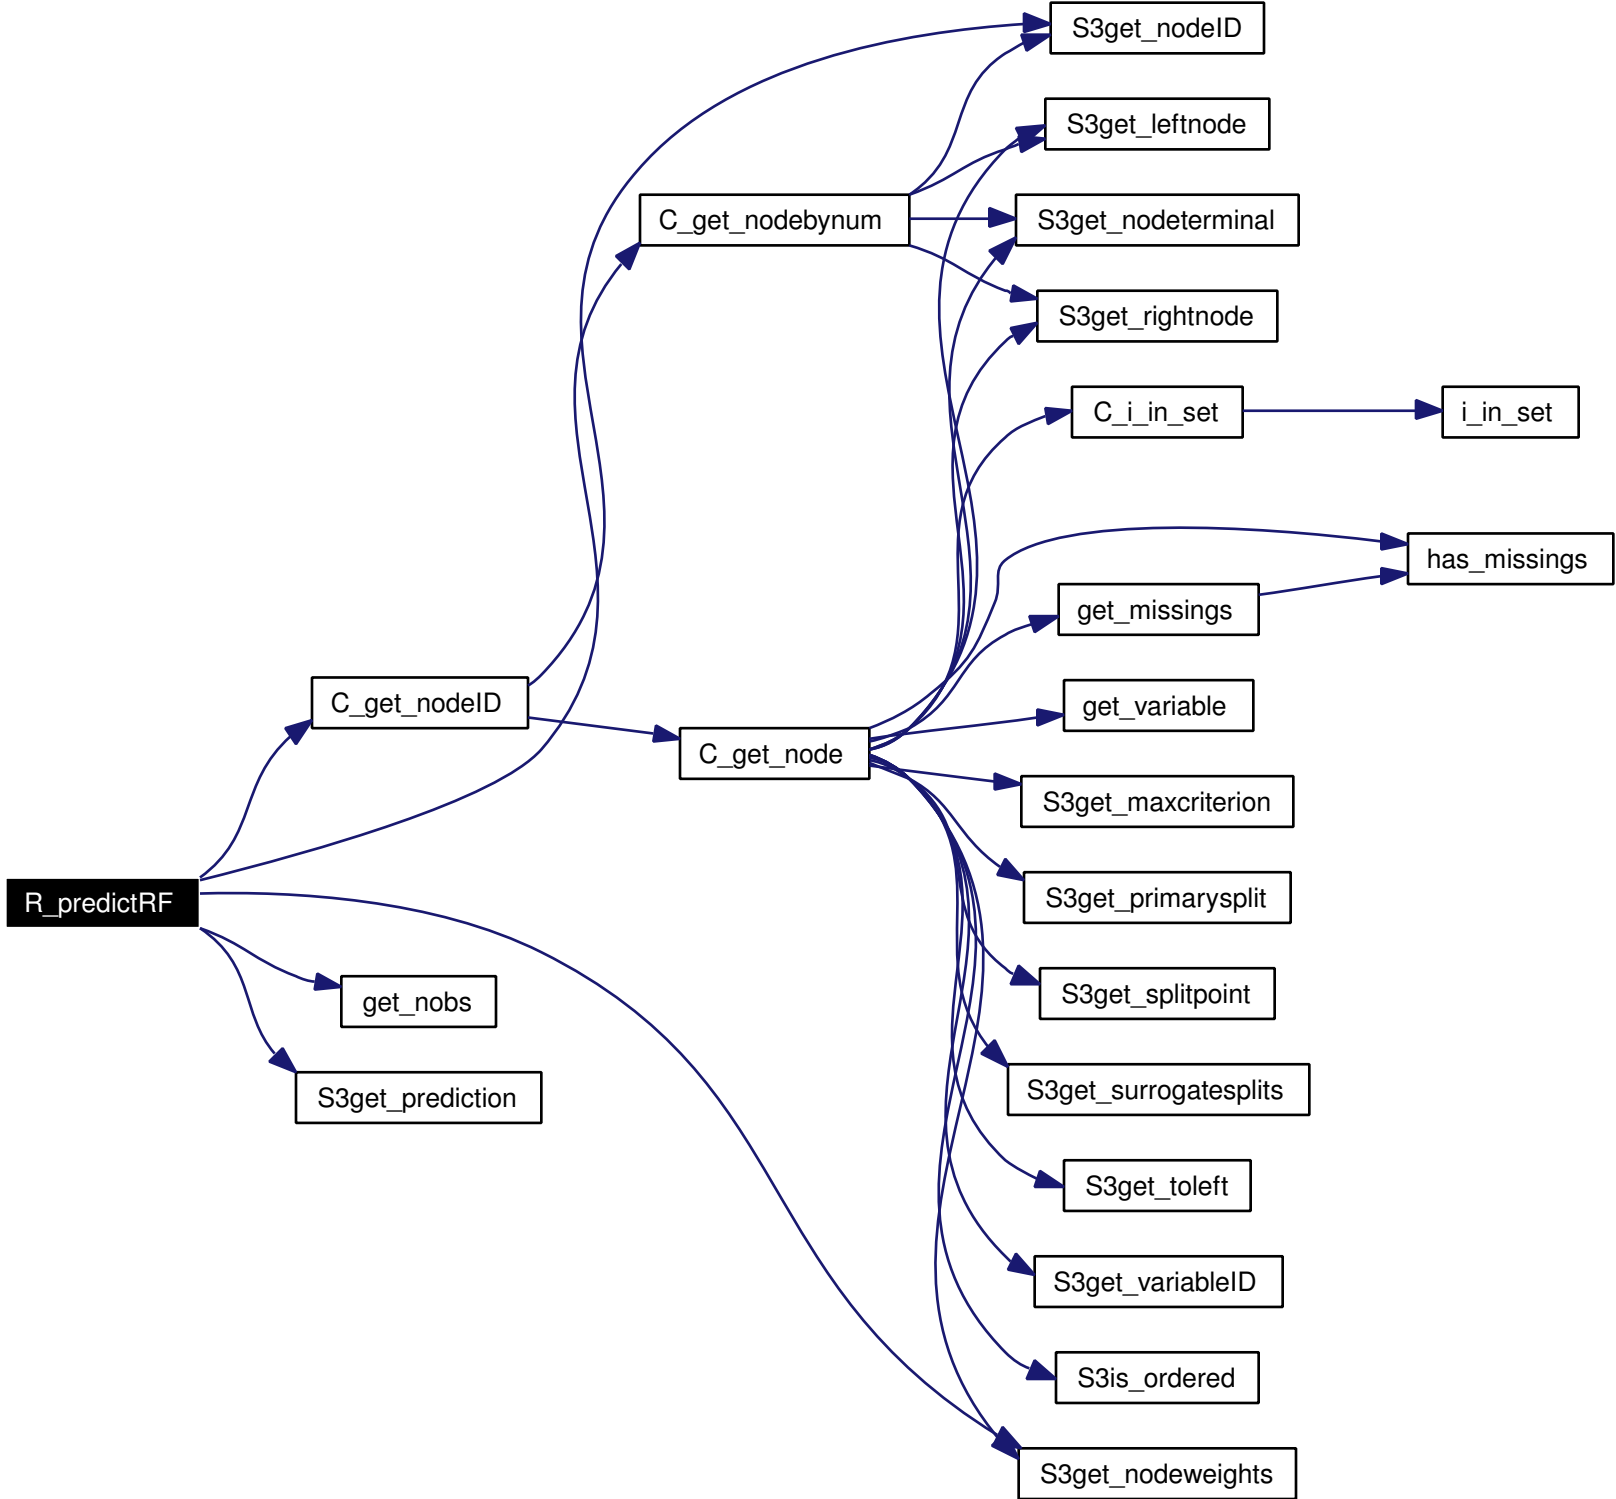 S3get_nodeID
S3get_leftnode
C_get_nodebynum
S3get_nodeterminal
S3get_rightnode
C_i_in_set
i_in_set
has_missings
get_missings
C_get_nodeID
get_variable
C_get_node
S3get_maxcriterion
R_predictRF
S3get_primarysplit
get_nobs
S3get_splitpoint
S3get_prediction
S3get_surrogatesplits
S3get_toleft
S3get_variableID
S3is_ordered
S3get_nodeweights